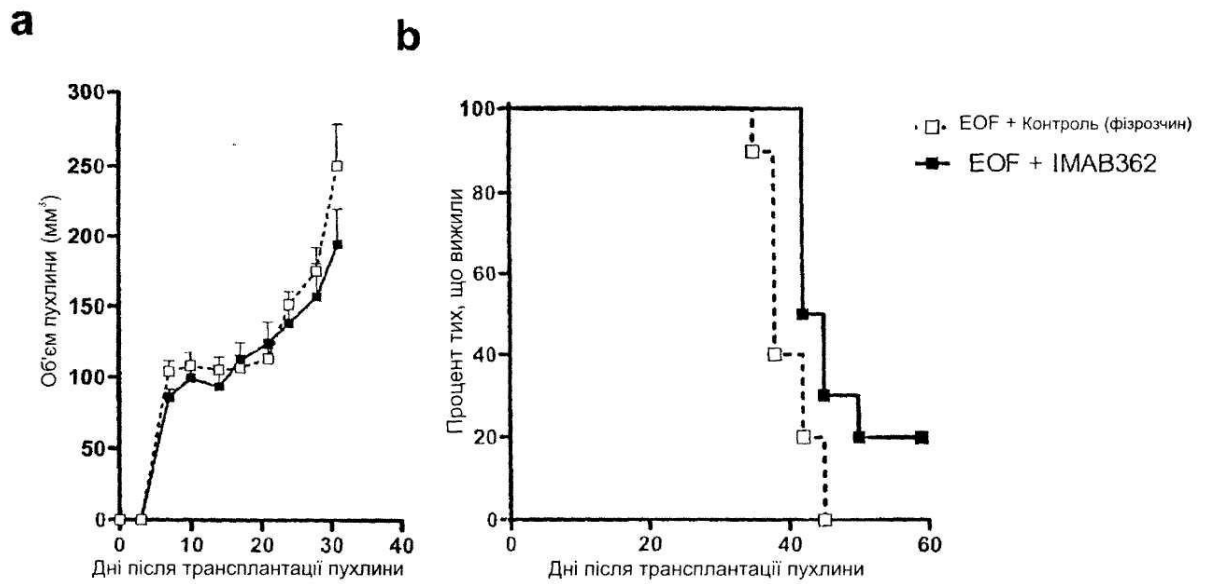 a
b
300
250
200
150
100
50
0
0 10 20 30 40
Об'єм пухлини (мм³)
Дні після трансплантації пухлини
100
80
60
40
20
0
0 20 40 60
Процент тих, що вижили
Дні після трансплантації пухлини
EOF + Контроль (фізрозчин)
EOF + IMAB362